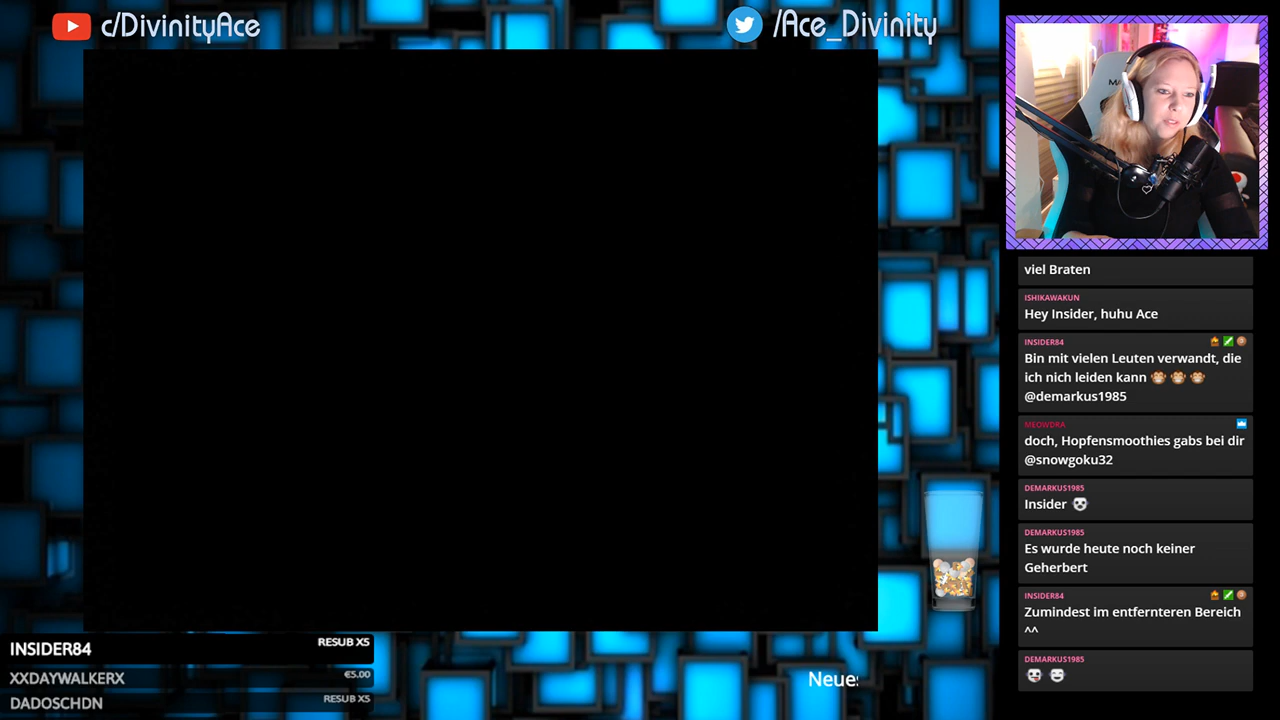 c/DivinityAce
/Ace_Divinity
viel Braten
ISHIKAWAKUN
Hey Insider, huhu Ace
INSIDER84
Bin mit vielen Leuten verwandt, die
ich nich leiden kann
@demarkus1985
MEOWDRA
doch, Hopfensmoothies gabs bei dir
@snowgoku32
DEMARKUS1985
Insider
DEMARKUS1985
Es wurde heute noch keiner
Geherbert
INSIDER84
Zumindest im entfernteren Bereich
^^
DEMARKUS1985
INSIDER84 RESUB X5
XXDAYWALKERX €5.00
DADOSCHDN RESUB X5